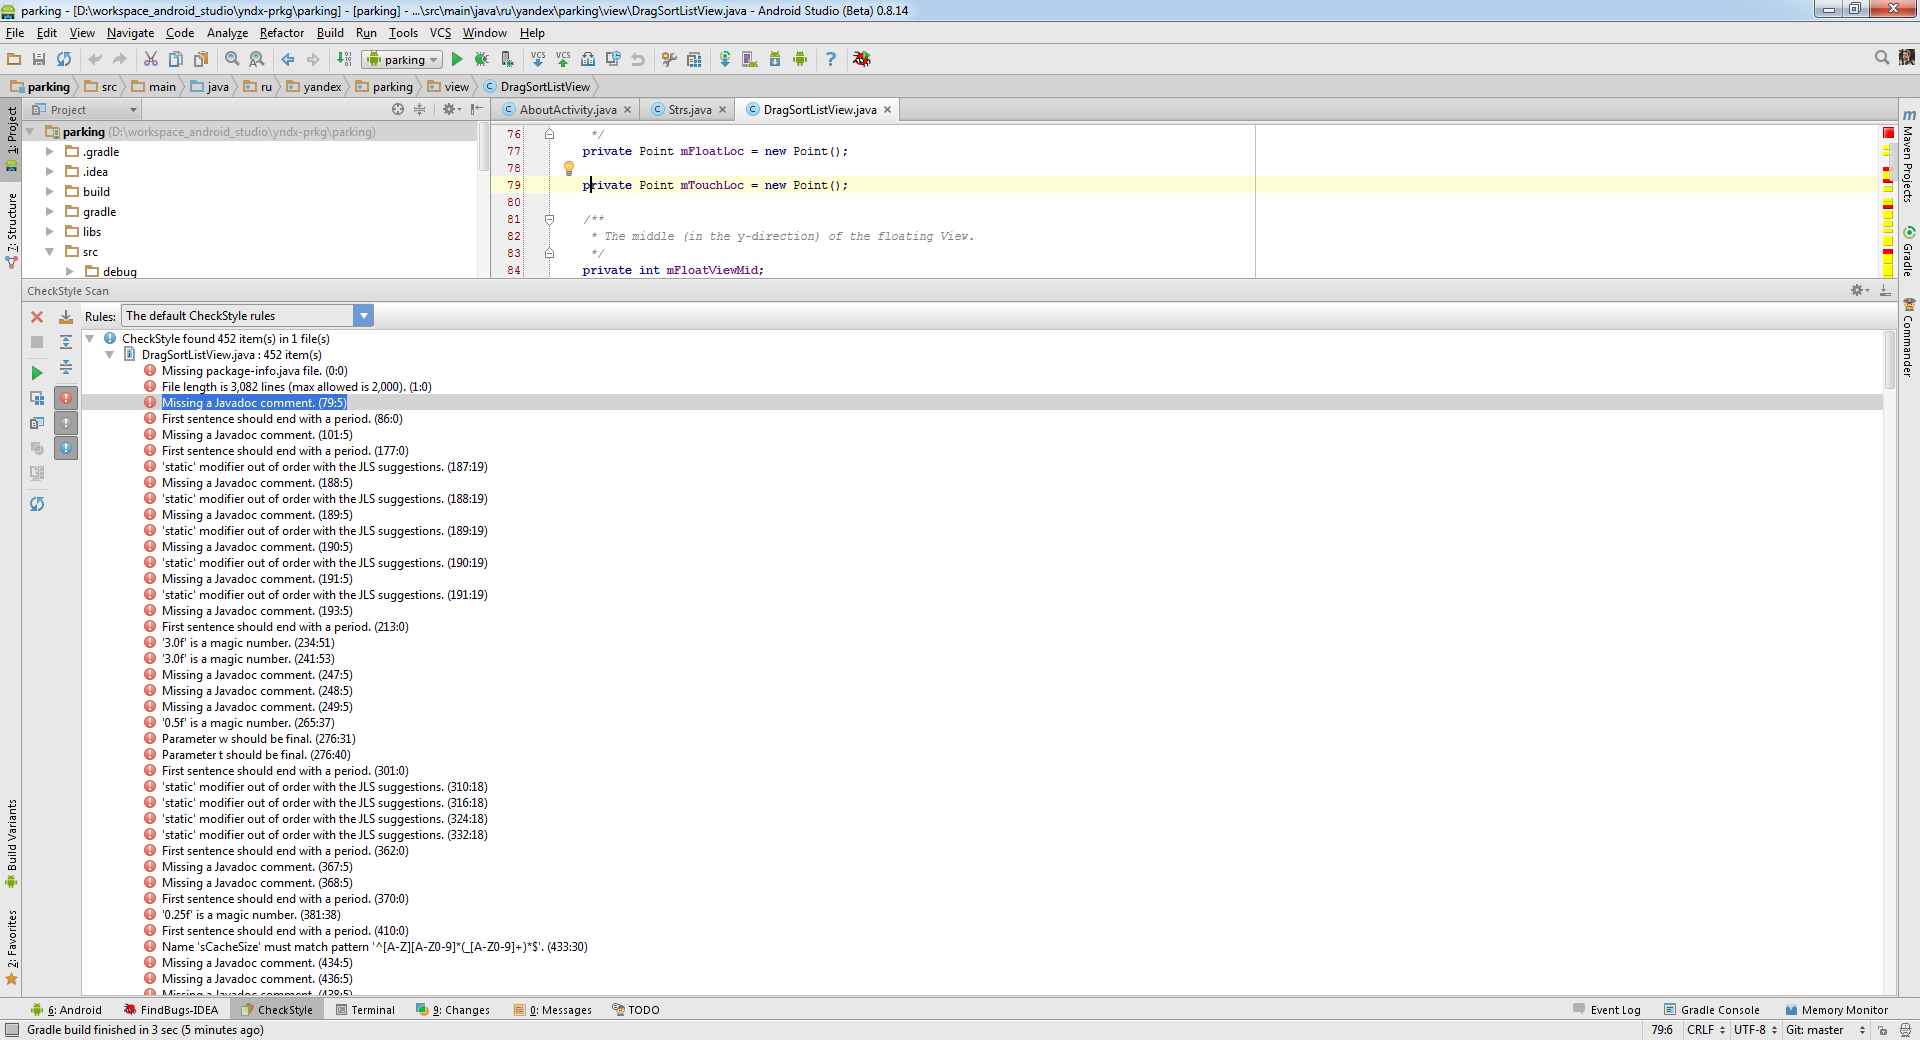 parking - [D:\workspace_android_studio\yndx-prkg\parking] - [parking] - ...\src\main\java\ru\yandex\parking\view\DragSortListView.java - Android Studio (Beta) 0.8.14
File Edit View Navigate Code Analyze Refactor Build Run Tools VCS Window Help
parking
parking src main java ru yandex parking view DragSortListView
Project
AboutActivity.java Strs.java DragSortListView.java
1: Project
7: Structure
Build Variants
2: Favorites
parking (D:\workspace_android_studio\yndx-prkg\parking)
.gradle
.idea
build
gradle
libs
src
debug
76 */
77 private Point mFloatLoc = new Point();
78
79 private Point mTouchLoc = new Point();
80
81 /**
82 * The middle (in the y-direction) of the floating View.
83 */
84 private int mFloatViewMid;
Maven Projects
Gradle
Commander
CheckStyle Scan
Rules: The default CheckStyle rules
CheckStyle found 452 item(s) in 1 file(s)
DragSortListView.java : 452 item(s)
Missing package-info.java file. (0:0)
File length is 3,082 lines (max allowed is 2,000). (1:0)
Missing a Javadoc comment. (79:5)
First sentence should end with a period. (86:0)
Missing a Javadoc comment. (101:5)
First sentence should end with a period. (177:0)
'static' modifier out of order with the JLS suggestions. (187:19)
Missing a Javadoc comment. (188:5)
'static' modifier out of order with the JLS suggestions. (188:19)
Missing a Javadoc comment. (189:5)
'static' modifier out of order with the JLS suggestions. (189:19)
Missing a Javadoc comment. (190:5)
'static' modifier out of order with the JLS suggestions. (190:19)
Missing a Javadoc comment. (191:5)
'static' modifier out of order with the JLS suggestions. (191:19)
Missing a Javadoc comment. (193:5)
First sentence should end with a period. (213:0)
'3.0f' is a magic number. (234:51)
'3.0f' is a magic number. (241:53)
Missing a Javadoc comment. (247:5)
Missing a Javadoc comment. (248:5)
Missing a Javadoc comment. (249:5)
'0.5f' is a magic number. (265:37)
Parameter w should be final. (276:31)
Parameter t should be final. (276:40)
First sentence should end with a period. (301:0)
'static' modifier out of order with the JLS suggestions. (310:18)
'static' modifier out of order with the JLS suggestions. (316:18)
'static' modifier out of order with the JLS suggestions. (324:18)
'static' modifier out of order with the JLS suggestions. (332:18)
First sentence should end with a period. (362:0)
Missing a Javadoc comment. (367:5)
Missing a Javadoc comment. (368:5)
First sentence should end with a period. (370:0)
'0.25f' is a magic number. (381:38)
First sentence should end with a period. (410:0)
Name 'sCacheSize' must match pattern '^[A-Z][A-Z0-9]*(_[A-Z0-9]+)*$'. (433:30)
Missing a Javadoc comment. (434:5)
Missing a Javadoc comment. (436:5)
Missing a Javadoc comment. (438:5)
6: Android FindBugs-IDEA CheckStyle Terminal 9: Changes 0: Messages TODO Event Log Gradle Console Memory Monitor
Gradle build finished in 3 sec (5 minutes ago) 79:6 CRLF UTF-8 Git: master